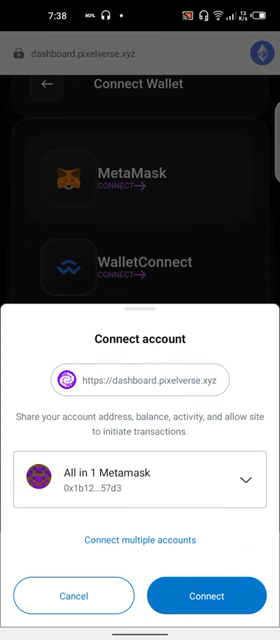 7:38
MPL
13
K/s
dashboard.pixelverse.xyz
Connect Wallet
MetaMask
CONNECT
WalletConnect
CONNECT
Connect account
https://dashboard.pixelverse.xyz
Share your account address, balance, activity, and allow site
to initiate transactions.
All in 1 Metamask
0x1b12...57d3
Connect multiple accounts
Cancel
Connect